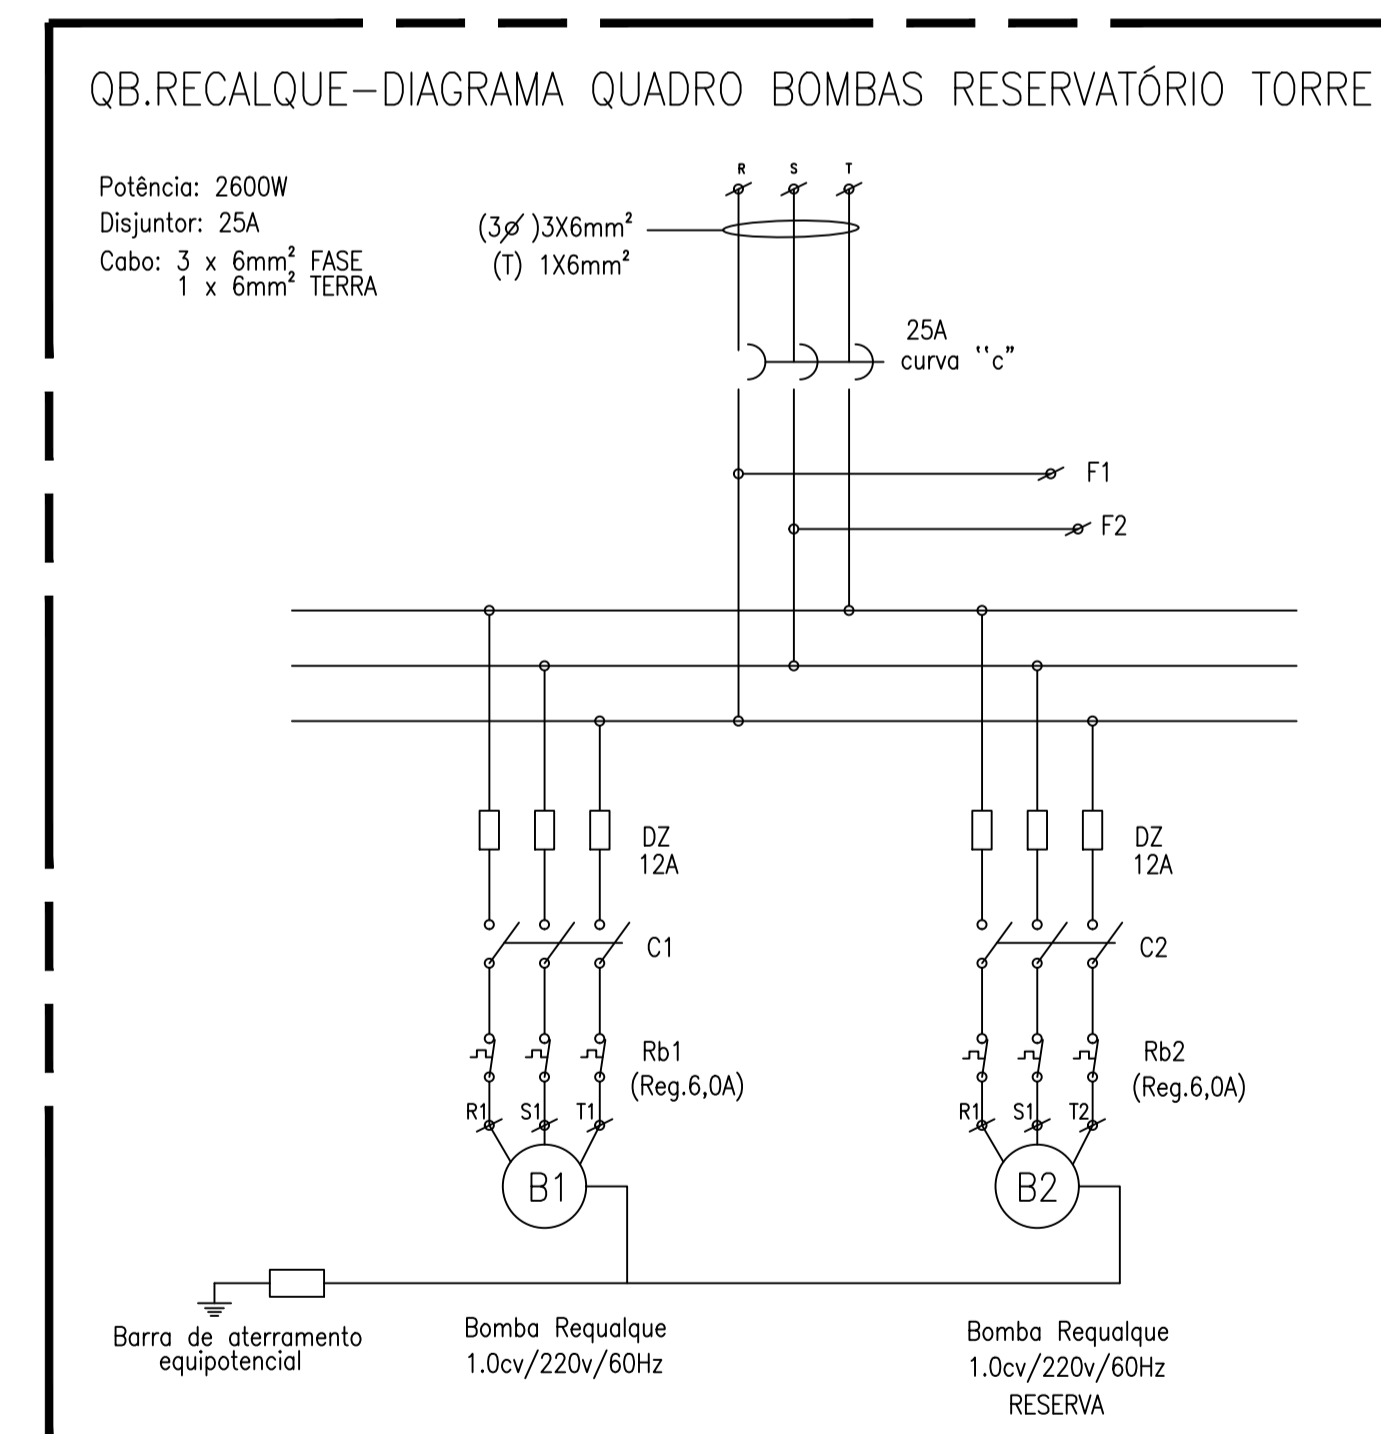 QB.RECALQUE-DIAGRAMA QUADRO BOMBAS RESERVATÓRIO TORRE
Potência: 2600W
Disjuntor: 25A
Cabo: 3 x 6mm² FASE
1 x 6mm² TERRA
R S T
(3ø)3X6mm²
(T) 1X6mm²
25A
curva "c"
F1
F2
DZ
12A
DZ
12A
C1
C2
Rb1
(Reg.6,0A)
Rb2
(Reg.6,0A)
R1 S1 T1
R1 S1 T2
B1
B2
Barra de aterramento
equipotencial
Bomba Requalque
1.0cv/220v/60Hz
Bomba Requalque
1.0cv/220v/60Hz
RESERVA